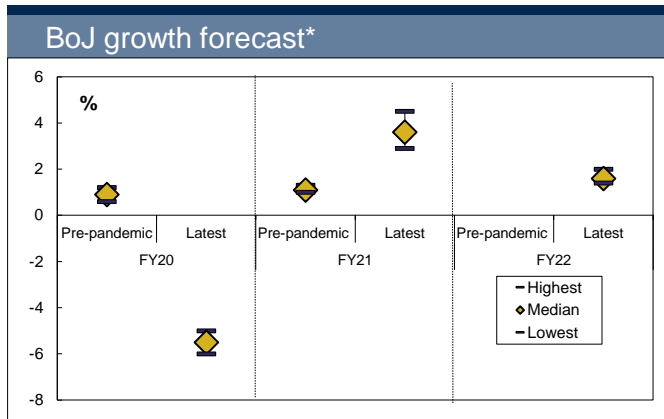 BoJ growth forecast*
%
6
4
2
0
-2
-4
-6
-8
Pre-pandemic Latest Pre-pandemic Latest Pre-pandemic Latest
FY20 FY21 FY22
Highest
Median
Lowest